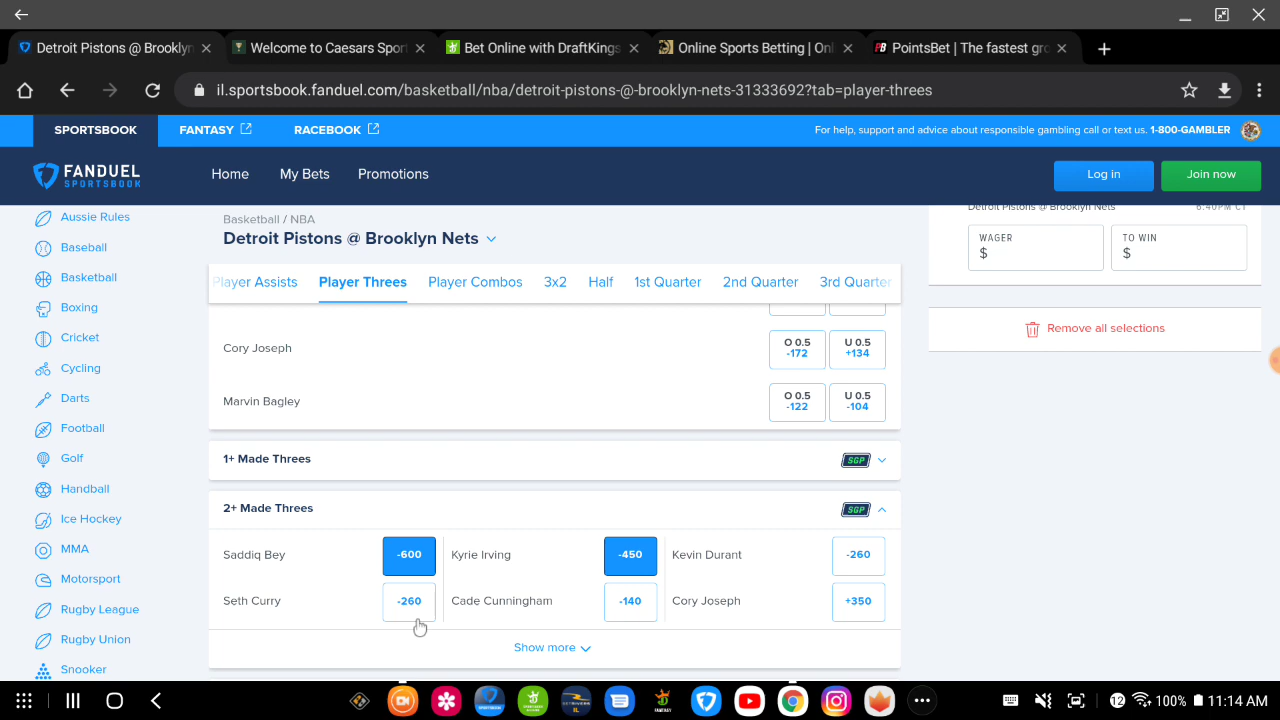 Detroit Pistons @ Brooklyn
Welcome to Caesars Sport
Bet Online with DraftKings
Online Sports Betting | Onl
PointsBet | The fastest gro
il.sportsbook.fanduel.com/basketball/nba/detroit-pistons-@-brooklyn-nets-31333692?tab=player-threes
SPORTSBOOK
FANTASY
RACEBOOK
For help, support and advice about responsible gambling call or text us. 1-800-GAMBLER
FANDUEL
SPORTSBOOK
Home
My Bets
Promotions
Log in
Join now
Aussie Rules
Baseball
Basketball
Boxing
Cricket
Cycling
Darts
Football
Golf
Handball
Ice Hockey
MMA
Motorsport
Rugby League
Rugby Union
Snooker
Basketball / NBA
Detroit Pistons @ Brooklyn Nets
Player Assists
Player Threes
Player Combos
3x2
Half
1st Quarter
2nd Quarter
3rd Quarter
Cory Joseph
O 0.5
-172
U 0.5
+134
Marvin Bagley
O 0.5
-122
U 0.5
-104
1+ Made Threes
SGP
2+ Made Threes
SGP
Saddiq Bey
-600
Kyrie Irving
-450
Kevin Durant
-260
Seth Curry
-260
Cade Cunningham
-140
Cory Joseph
+350
Show more
Detroit Pistons @ Brooklyn Nets
6:40PM CT
WAGER
$
TO WIN
$
Remove all selections
12
100%
11:14 AM